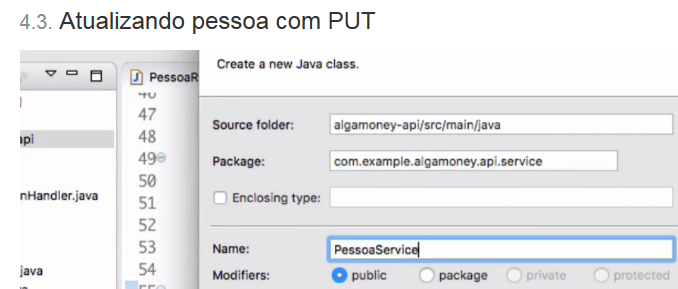 4.3. Atualizando pessoa com PUT
Create a new Java class.
PessoaR
47
48
49
50
51
52
53
54
nHandler.java
java
Source folder: algamoney-api/src/main/java
Package: com.example.algamoney.api.service
Enclosing type:
Name: PessoaService
Modifiers: public package private protected